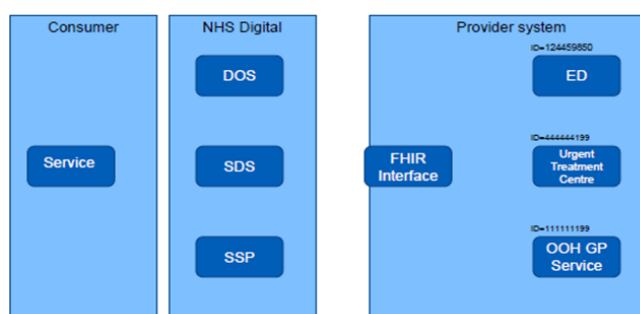 Consumer
NHS Digital
Provider system
ID=124459850
DOS
ED
ID=444444199
Service
SDS
FHIR
Interface
Urgent
Treatment
Centre
ID=111111199
SSP
OOH GP
Service